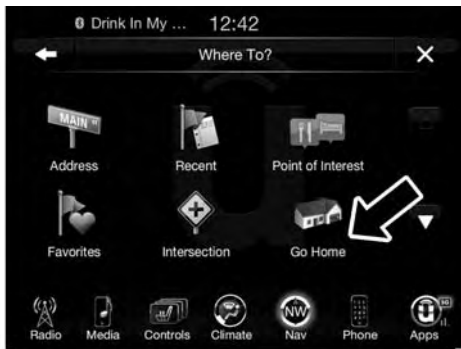 Drink In My ... 12:42
Where To?
MAIN
Address Recent Point of Interest
Favorites Intersection Go Home
NW
Radio Media Controls Climate Nav Phone Apps